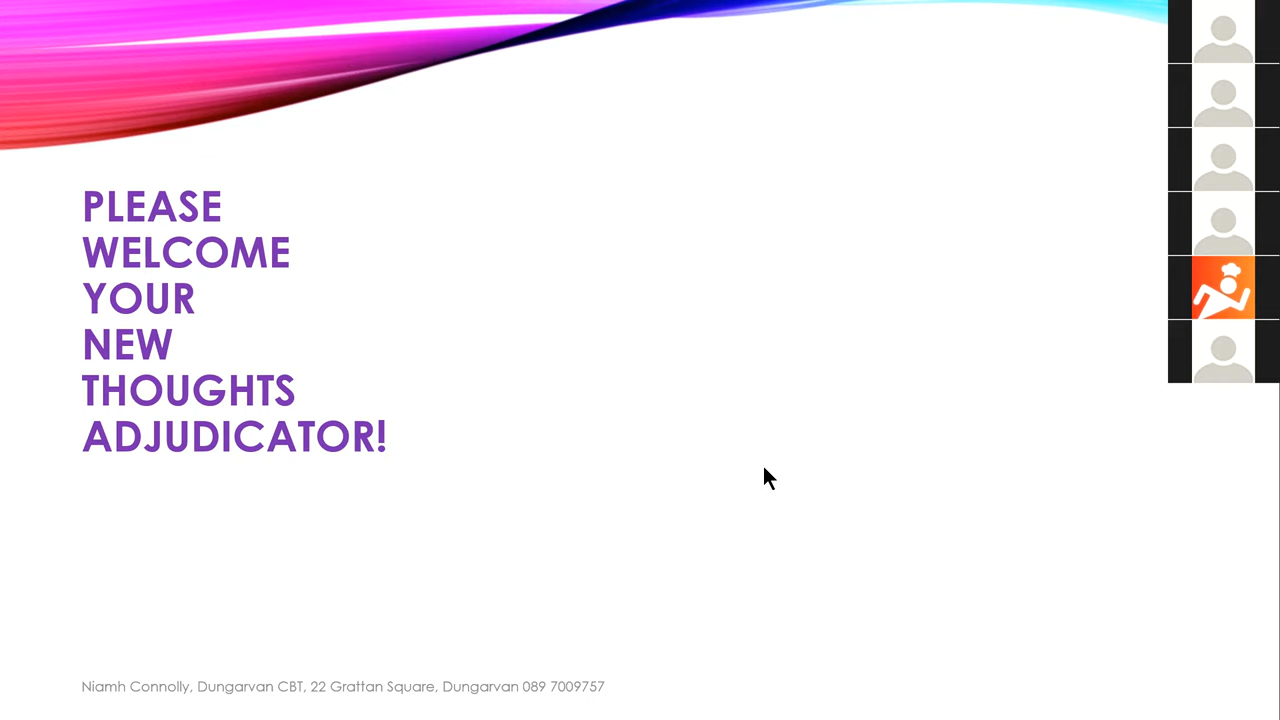 PLEASE
WELCOME
YOUR
NEW
THOUGHTS
ADJUDICATOR!
Niamh Connolly, Dungarvan CBT, 22 Grattan Square, Dungarvan 089 7009757